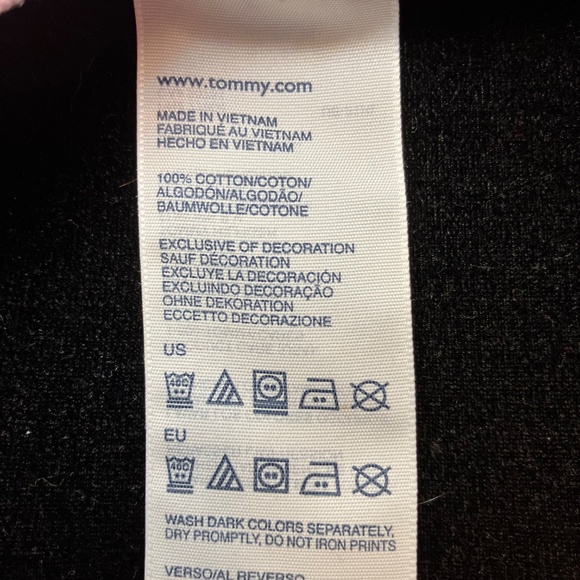 www.tommy.com
MADE IN VIETNAM
FABRIQUÉ AU VIETNAM
HECHO EN VIETNAM
100% COTTON/COTON/
ALGODÓN/ALGODÃO/
BAUMWOLLE/COTONE
EXCLUSIVE OF DECORATION
SAUF DÉCORATION
EXCLUYE LA DECORACIÓN
EXCLUINDO DECORAÇÃO
OHNE DEKORATION
ECCETTO DECORAZIONE
US
40C
EU
40C
WASH DARK COLORS SEPARATELY,
DRY PROMPTLY, DO NOT IRON PRINTS
VERSO/AL REVERSO